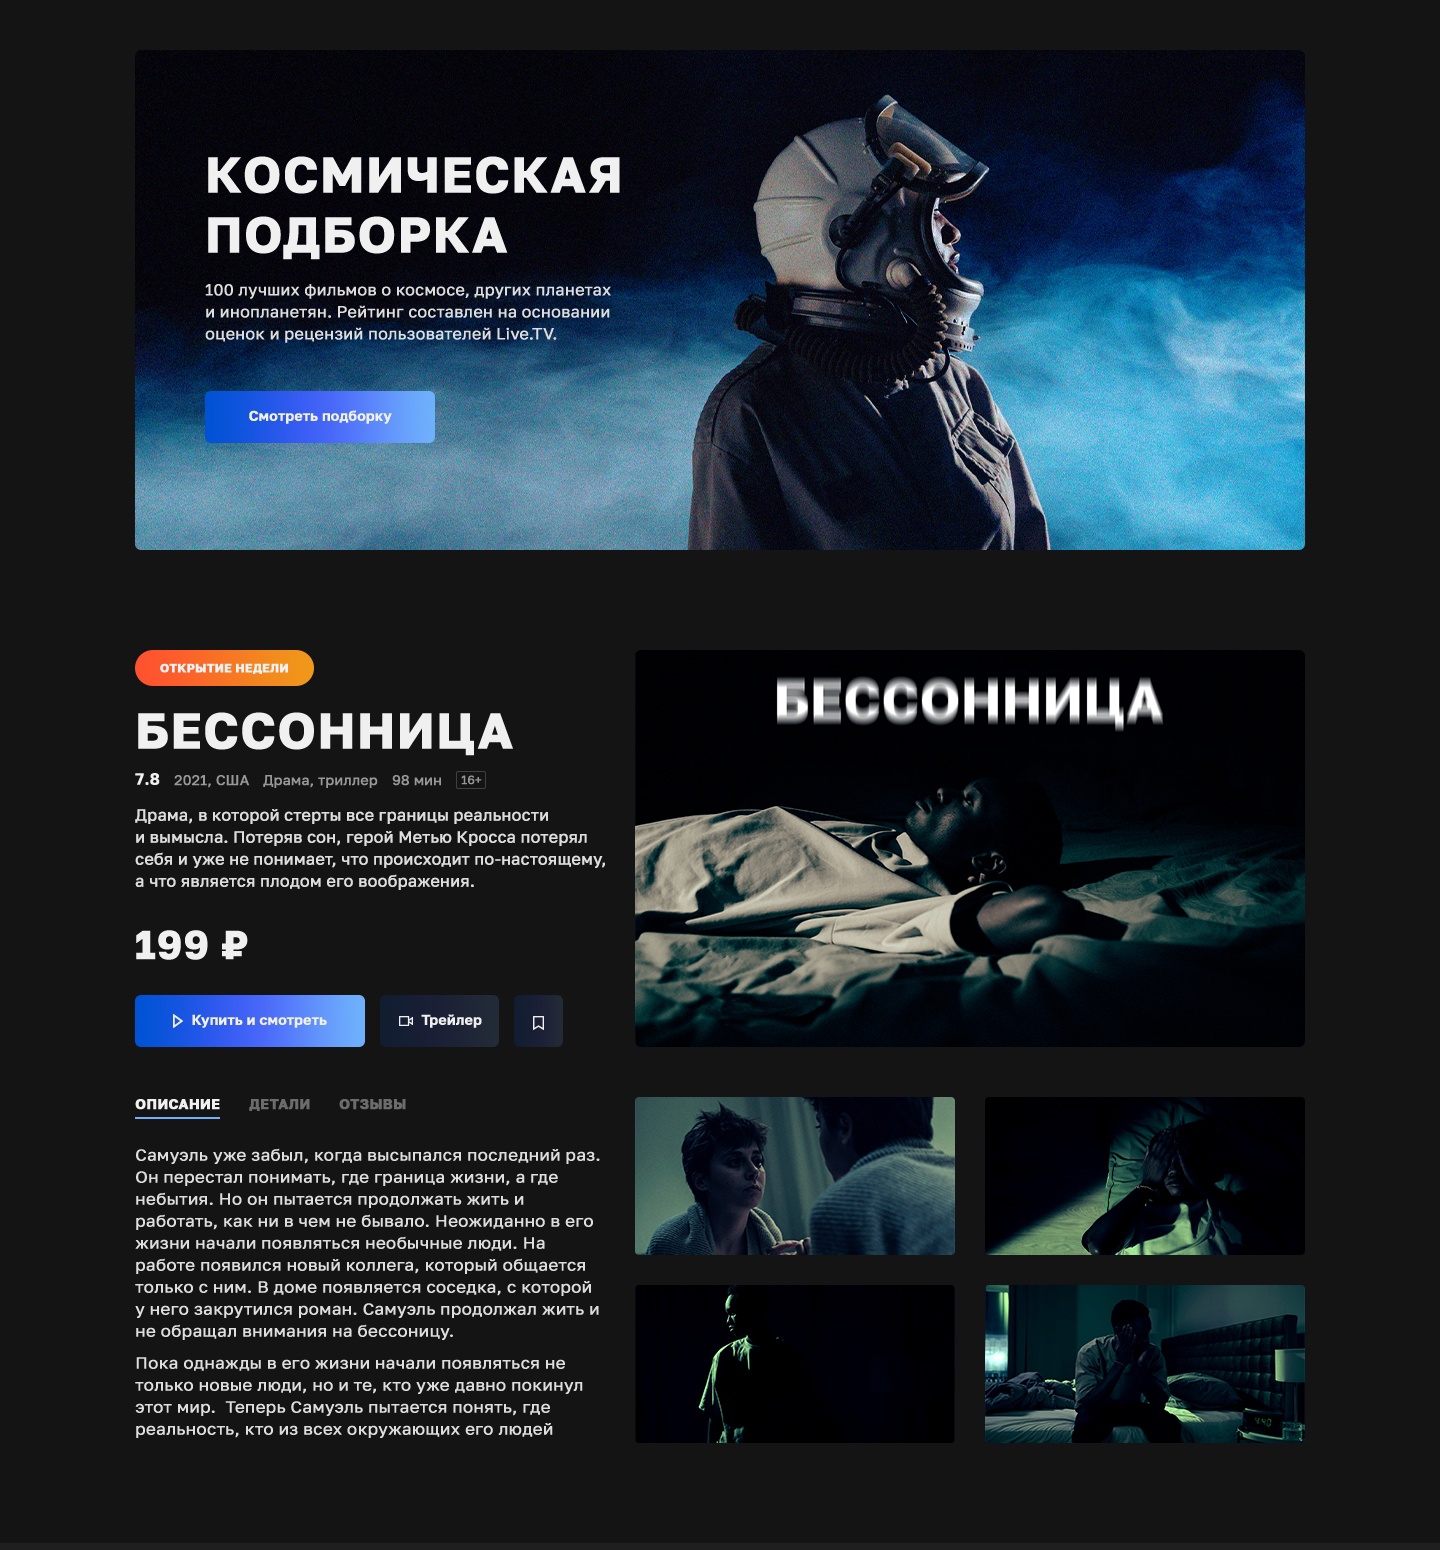 КОСМИЧЕСКАЯ
ПОДБОРКА
100 лучших фильмов о космосе, других планетах
и инопланетян. Рейтинг составлен на основании
оценок и рецензий пользователей Live.TV.
Смотреть подборку
ОТКРЫТИЕ НЕДЕЛИ
БЕССОННИЦА
7.8 2021, США Драма, триллер 98 мин 16+
Драма, в которой стерты все границы реальности
и вымысла. Потеряв сон, герой Метью Кросса потерял
себя и уже не понимает, что происходит по-настоящему,
а что является плодом его воображения.
199 ₽
Купить и смотреть
Трейлер
БЕССОННИЦА
ОПИСАНИЕ ДЕТАЛИ ОТЗЫВЫ
Самуэль уже забыл, когда высыпался последний раз.
Он перестал понимать, где граница жизни, а где
небытия. Но он пытается продолжать жить и
работать, как ни в чем не бывало. Неожиданно в его
жизни начали появляться необычные люди. На
работе появился новый коллега, который общается
только с ним. В доме появляется соседка, с которой
у него закрутился роман. Самуэль продолжал жить и
не обращал внимания на бессоницу.
Пока однажды в его жизни начали появляться не
только новые люди, но и те, кто уже давно покинул
этот мир.  Теперь Самуэль пытается понять, где
реальность, кто из всех окружающих его людей